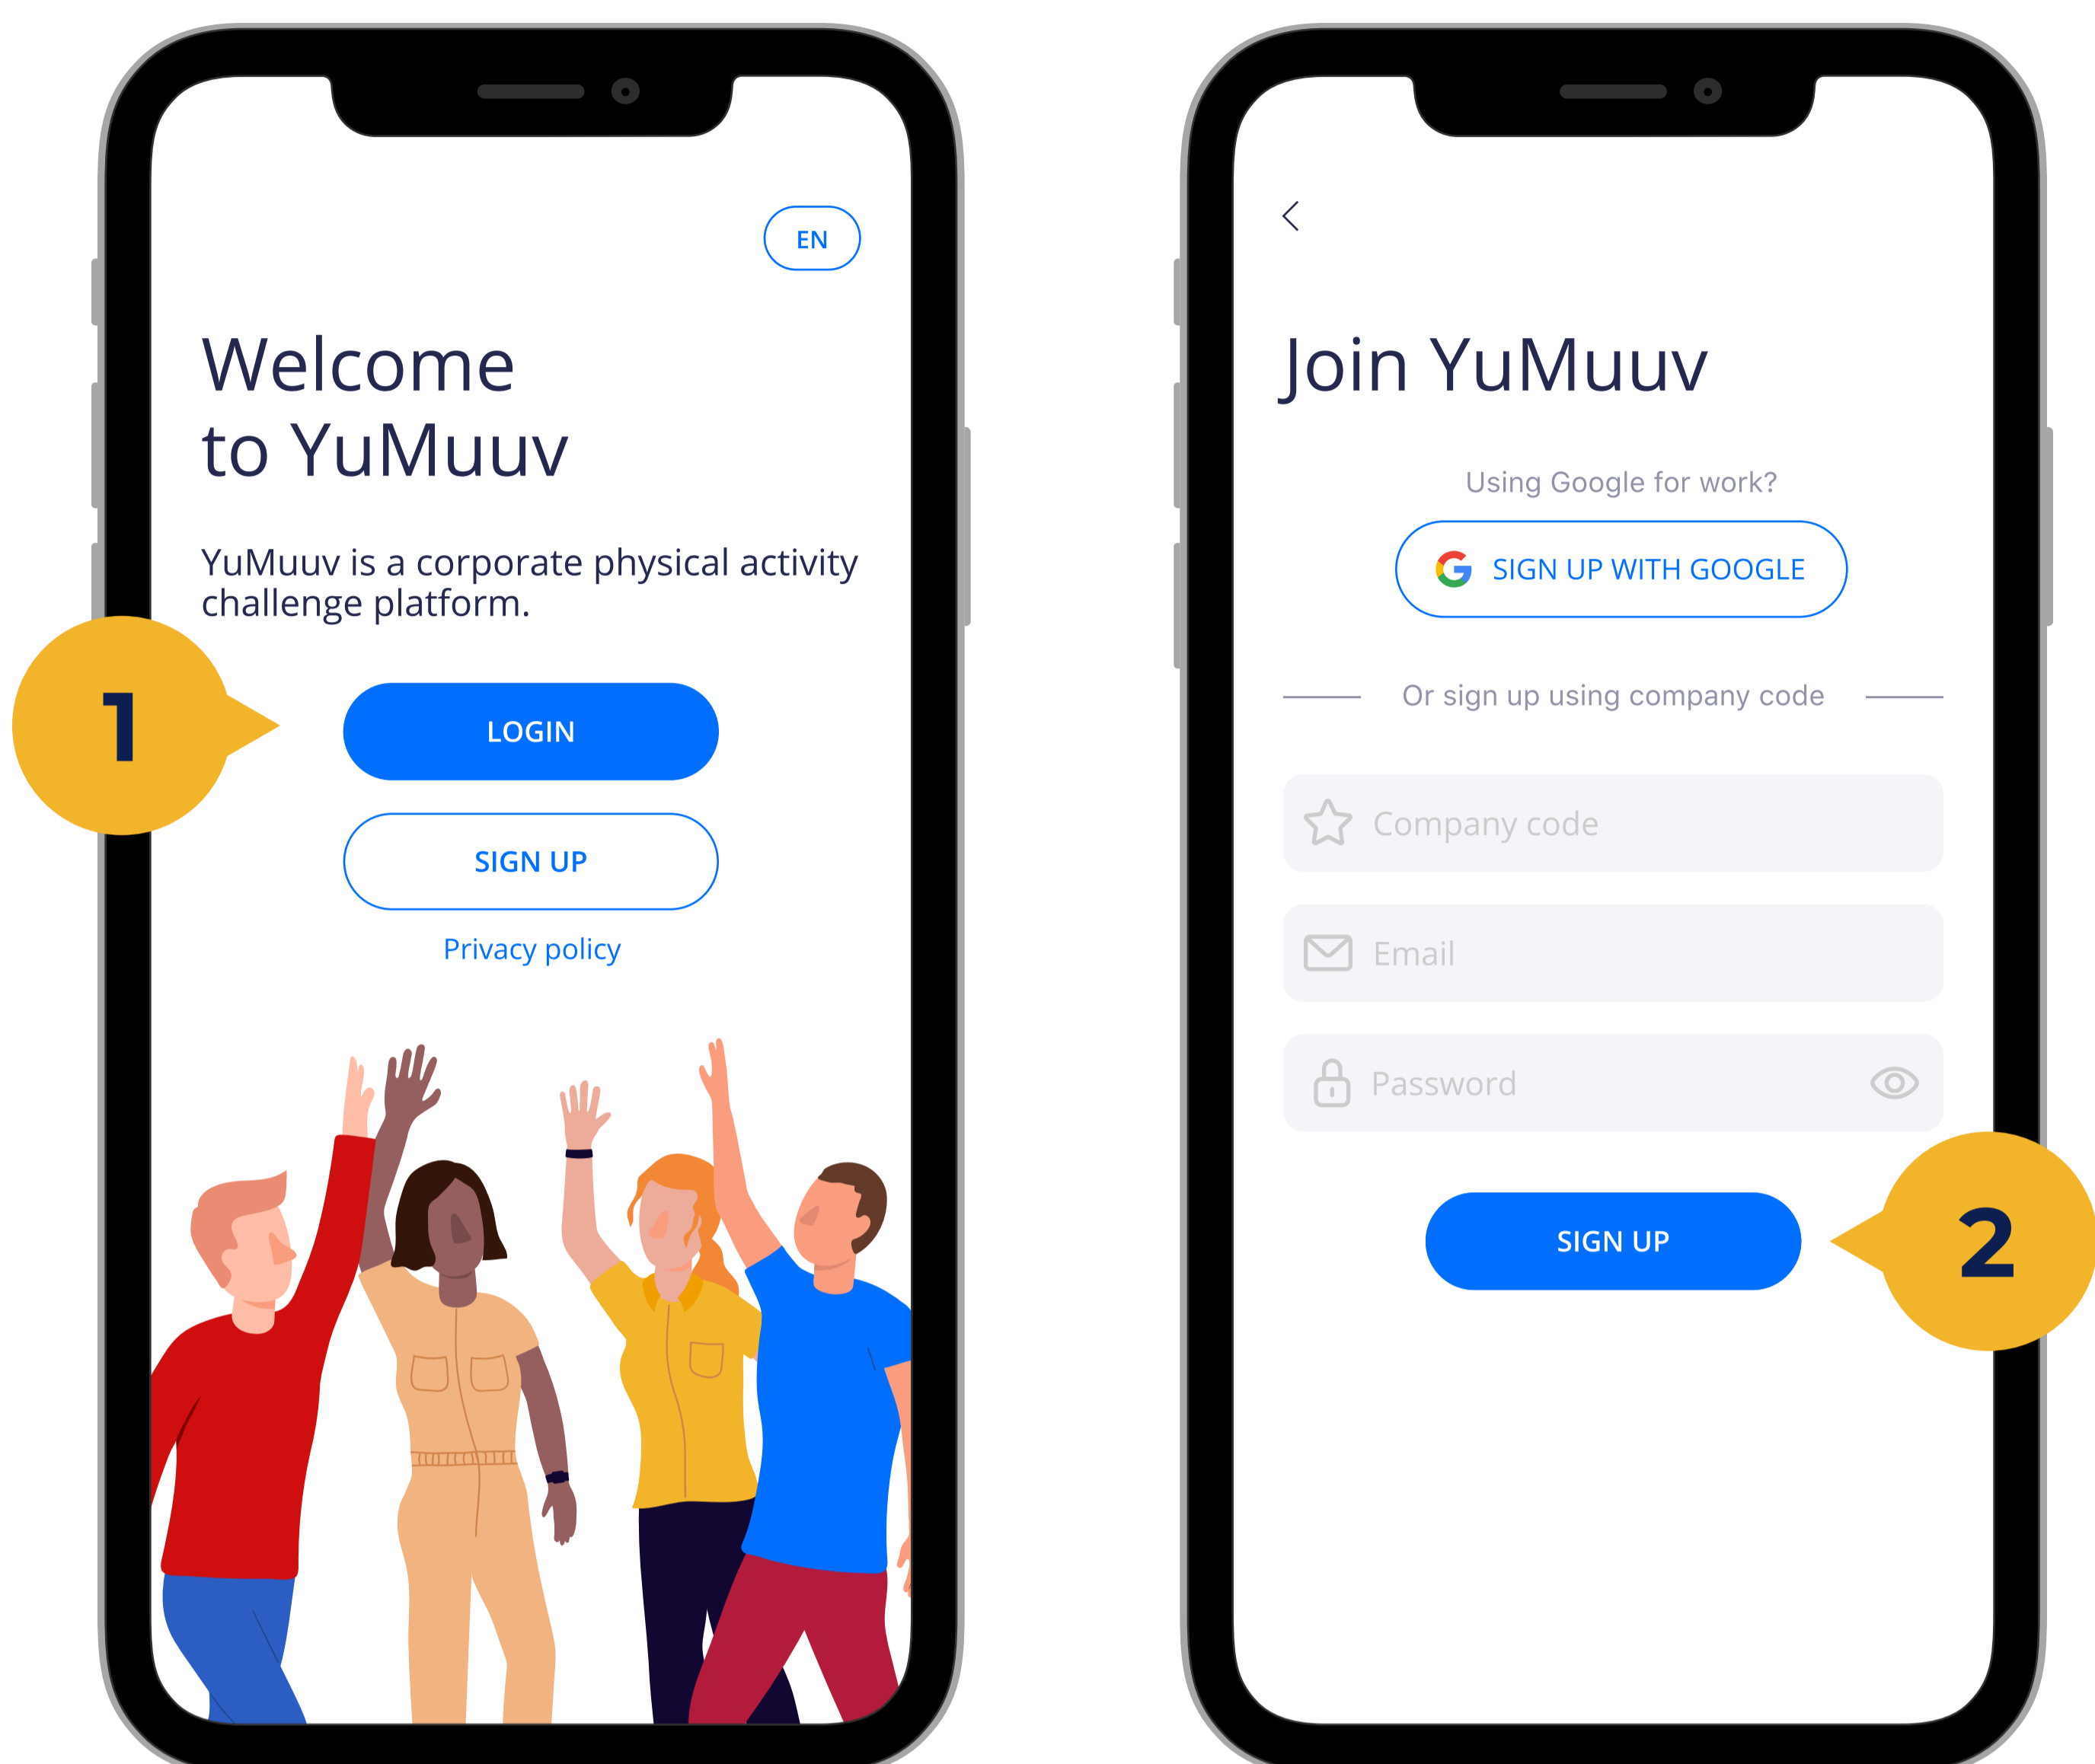 EN
Welcome
to YuMuuv
YuMuuv is a corporate physical activity
challenge platform.
1
LOGIN
SIGN UP
Privacy policy
Join YuMuuv
Using Google for work?
SIGN UP WITH GOOGLE
Or sign up using company code
Company code
Email
Password
SIGN UP
2